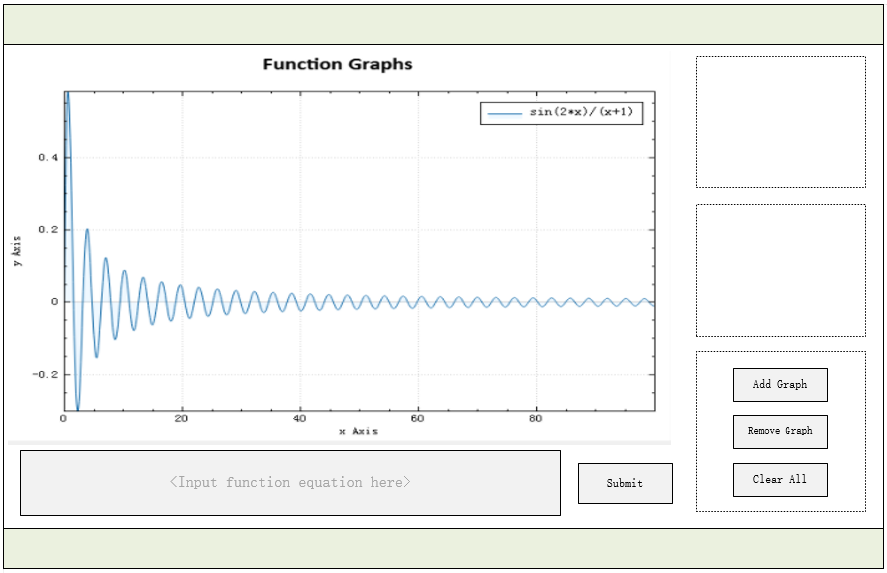 Function Graphs
sin(2*x)/(x+1)
0.4
0.2
0
-0.2
y Axis
0
20
40
60
80
x Axis
<Input function equation here>
Submit
Add Graph
Remove Graph
Clear All